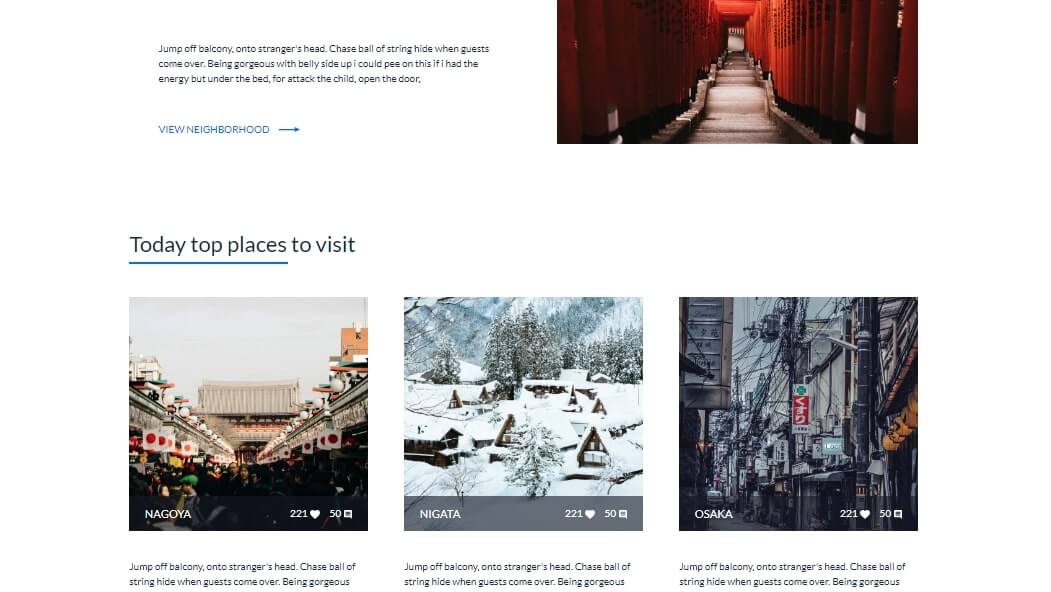 Jump off balcony, onto stranger's head. Chase ball of string hide when guests
come over. Being gorgeous with belly side up i could pee on this if i had the
energy but under the bed, for attack the child, open the door,
VIEW NEIGHBORHOOD
Today top places to visit
くすり
NAGOYA 221 50
NIGATA 221 50
OSAKA 221 50
Jump off balcony, onto stranger's head. Chase ball of
string hide when guests come over. Being gorgeous
Jump off balcony, onto stranger's head. Chase ball of
string hide when guests come over. Being gorgeous
Jump off balcony, onto stranger's head. Chase ball of
string hide when guests come over. Being gorgeous